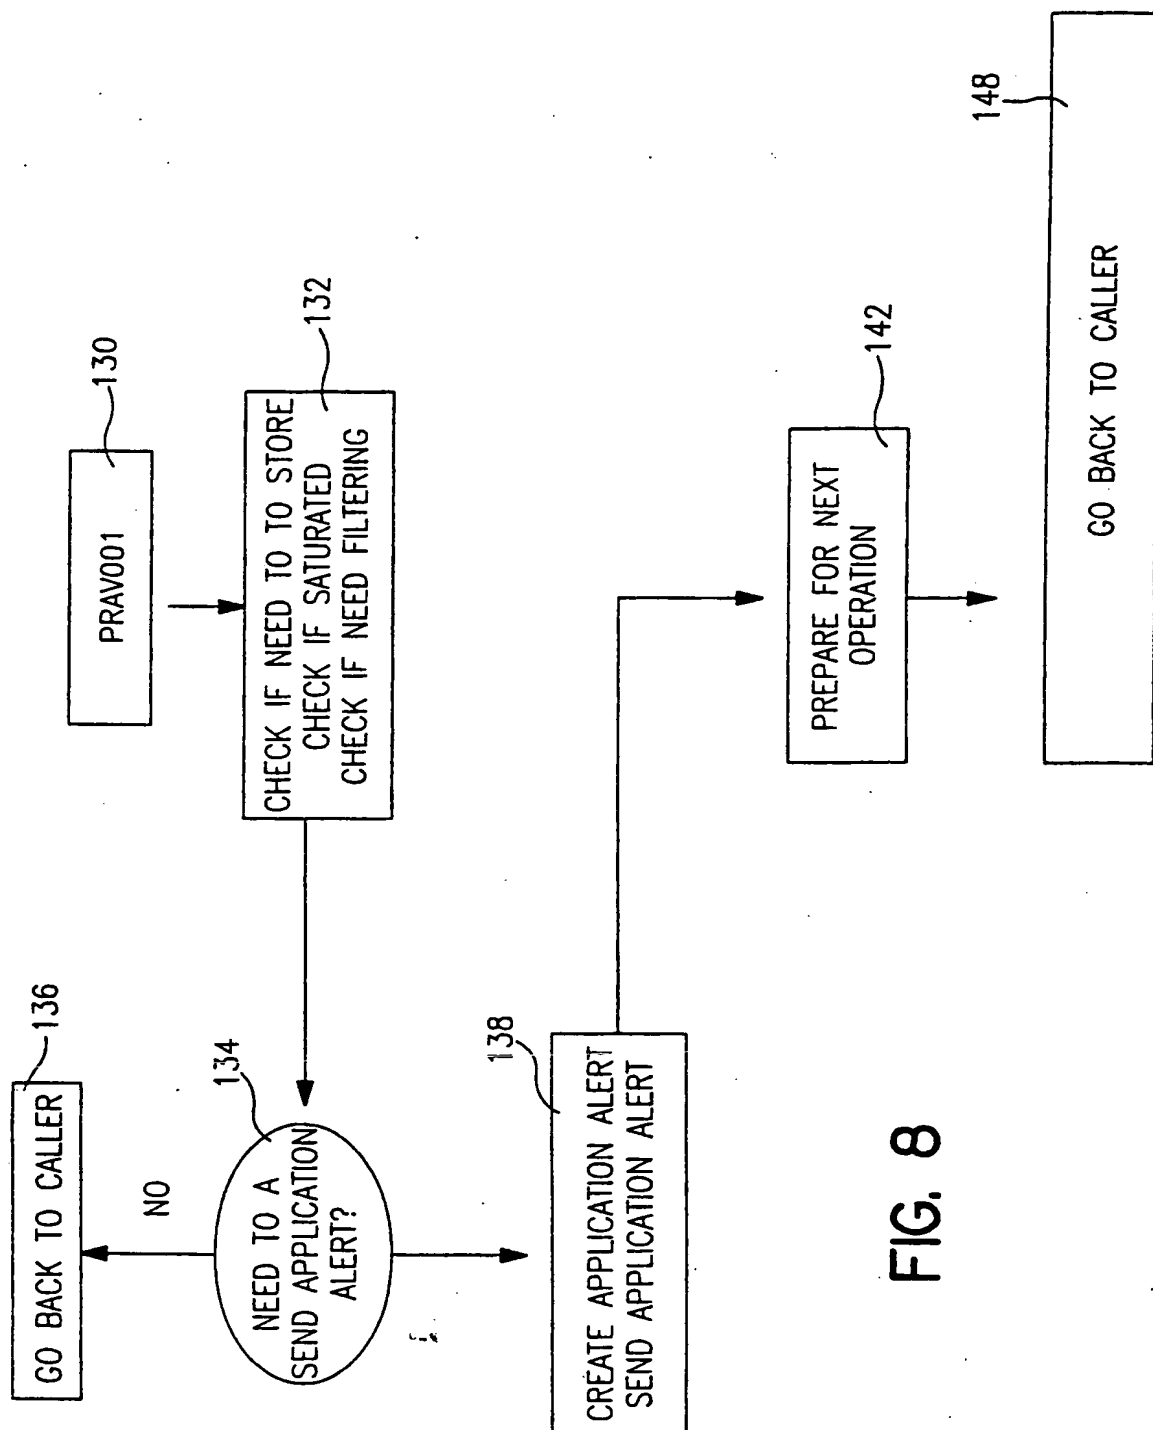 PRAV001
130
CHECK IF NEED TO TO STORE
CHECK IF SATURATED
CHECK IF NEED FILTERING
132
NEED TO A
SEND APPLICATION
ALERT?
134
NO
GO BACK TO CALLER
136
CREATE APPLICATION ALERT
SEND APPLICATION ALERT
138
PREPARE FOR NEXT
OPERATION
142
GO BACK TO CALLER
148
FIG. 8